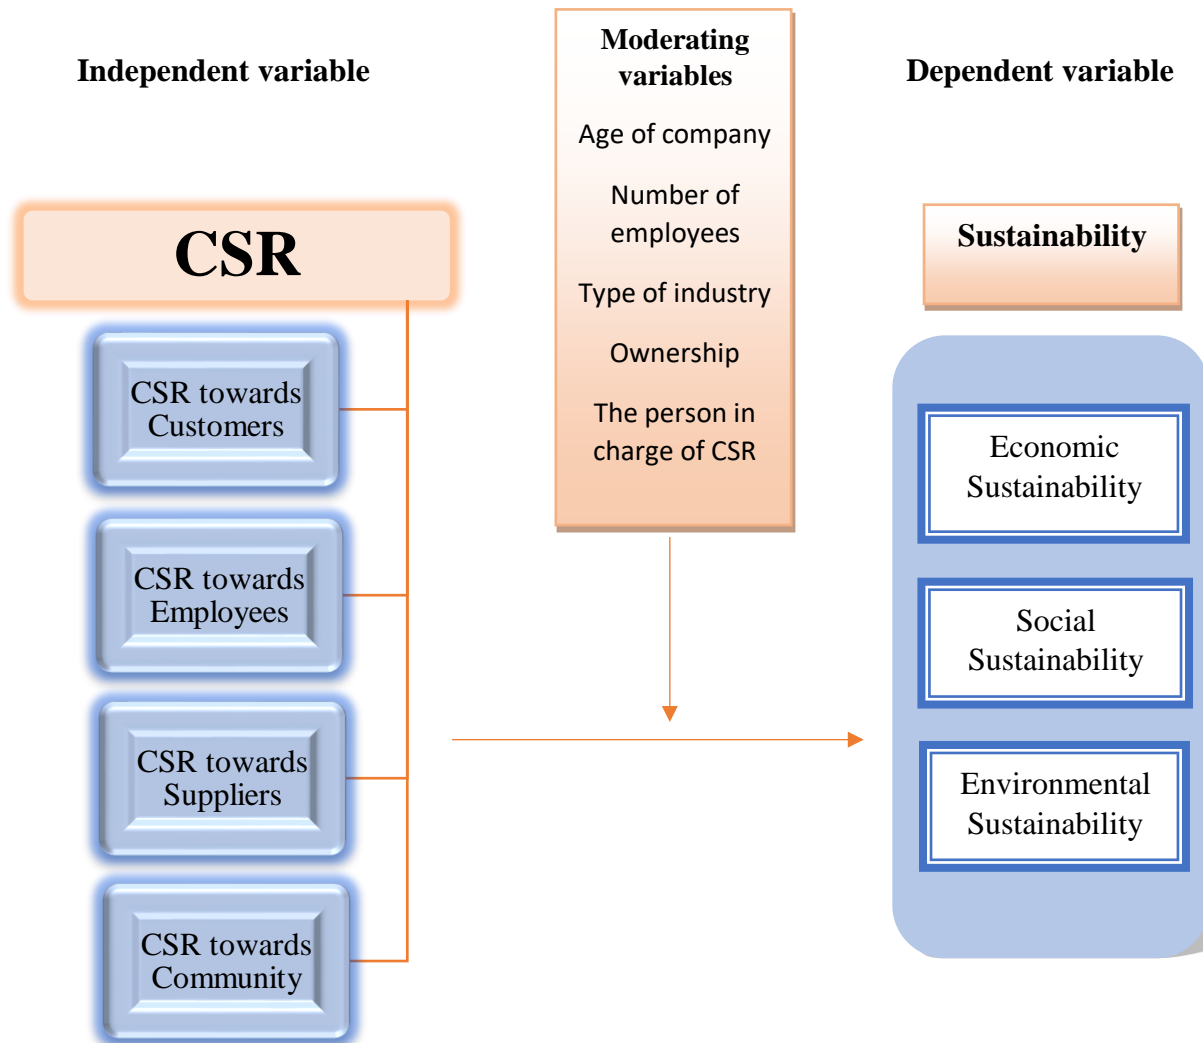 Independent variable
CSR
CSR towards
Customers
CSR towards
Employees
CSR towards
Suppliers
CSR towards
Community
Moderating
variables
Age of company
Number of
employees
Type of industry
Ownership
The person in
charge of CSR
Dependent variable
Sustainability
Economic
Sustainability
Social
Sustainability
Environmental
Sustainability